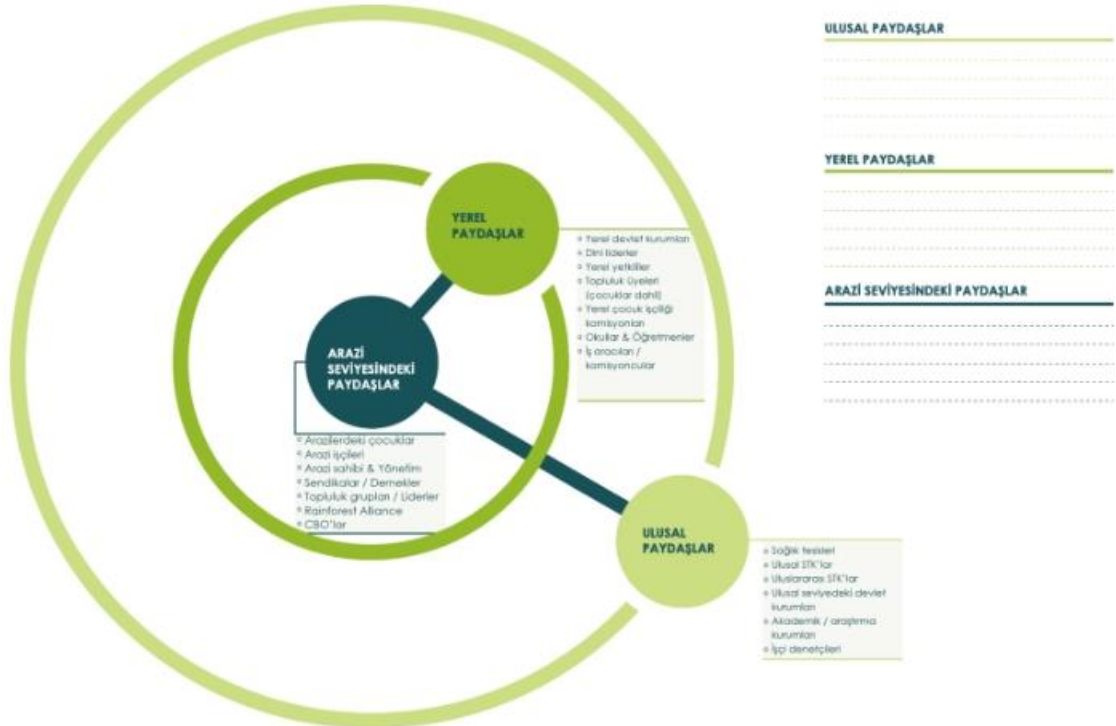 ULUSAL PAYDAŞLAR
YEREL PAYDAŞLAR
ARAZİ SEVİYESİNDEKİ PAYDAŞLAR
YEREL
PAYDAŞLAR
Yerel devlet kurumları
Dini liderler
Yerel yetkililer
Topluluk üyeleri
(çocuklar dahil)
Yerel çocuk işçiliği
komisyonları
Okullar & Öğretmenler
İş aracıları /
komisyoncular
ARAZİ
SEVİYESİNDEKİ
PAYDAŞLAR
Arazilerdeki çocuklar
Arazi işçileri
Arazi sahibi & Yönetim
Sendikalar / Dernekler
Topluluk grupları / Liderler
Rainforest Alliance
CBO'lar
ULUSAL
PAYDAŞLAR
Sağlık tesisleri
Ulusal STK'lar
Uluslararası STK'lar
Ulusal seviyedeki devlet
kurumları
Akademik / araştırma
kurumları
İşçi denetçileri